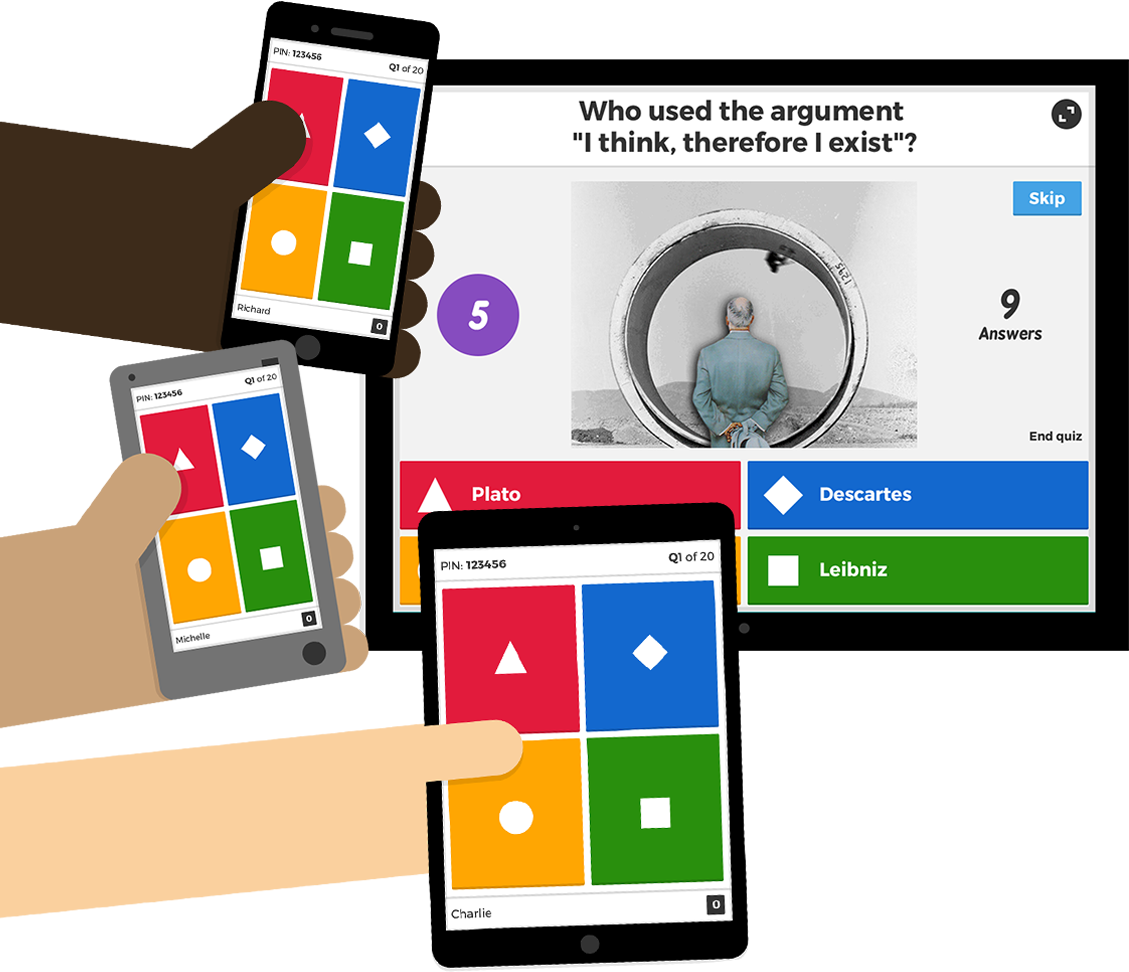 PIN: 123456
Q1 of 20
Richard
0
Who used the argument
"I think, therefore I exist"?
Skip
5
1295
9
Answers
End quiz
Plato
Descartes
Leibniz
PIN: 123456
Q1 of 20
Michelle
0
PIN: 123456
Q1 of 20
Charlie
0